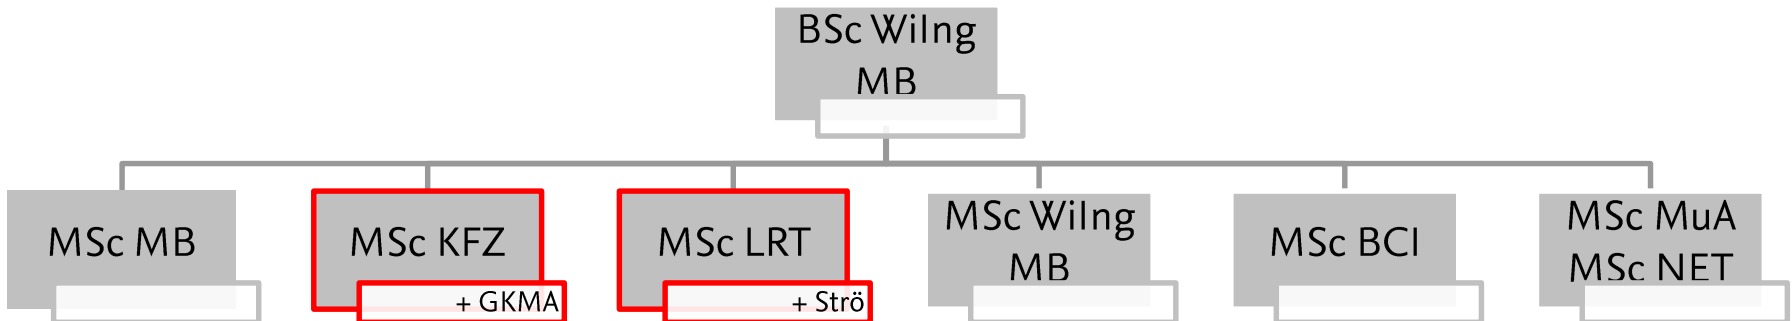 BSc WiIng
MB
MSc MB
MSc KFZ
+ GKMA
MSc LRT
+ Strö
MSc WiIng
MB
MSc BCI
MSc MuA
MSc NET